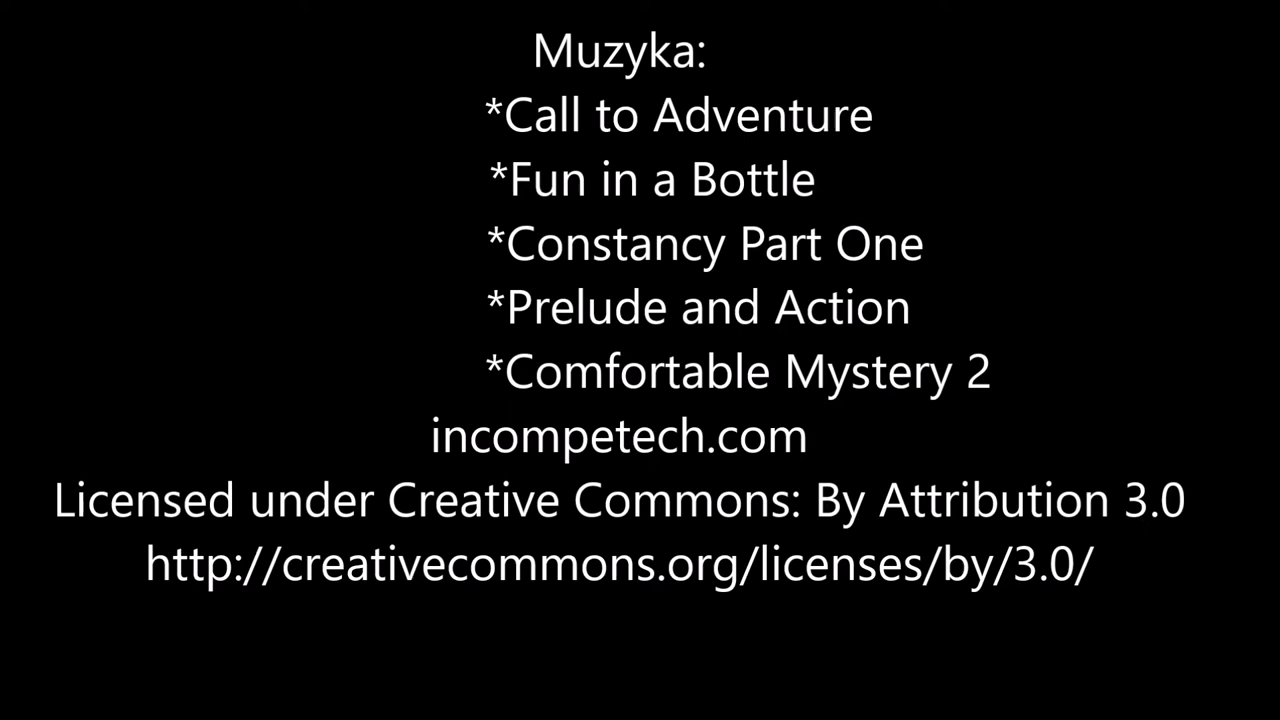 Muzyka:
*Call to Adventure
*Fun in a Bottle
*Constancy Part One
*Prelude and Action
*Comfortable Mystery 2
incompetech.com
Licensed under Creative Commons: By Attribution 3.0
http://creativecommons.org/licenses/by/3.0/